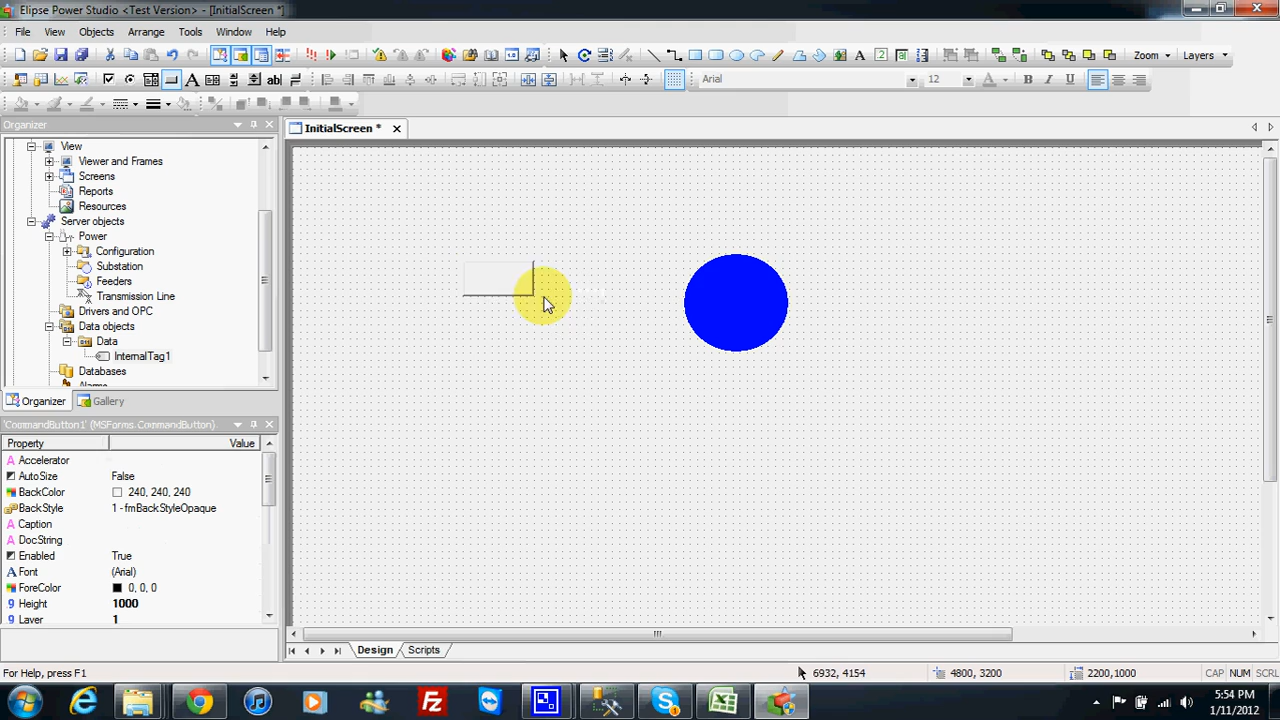 Elipse Power Studio <Test Version> - [InitialScreen *]
File View Objects Arrange Tools Window Help
Zoom Layers
Arial 12 A B I U
Organizer
InitialScreen *
View
Viewer and Frames
Screens
Reports
Resources
Server objects
Power
Configuration
Substation
Feeders
Transmission Line
Drivers and OPC
Data objects
Data
InternalTag1
Databases
Alarms
Organizer Gallery
'CommandButton1' (MSForms.CommandButton)
Property Value
Accelerator
AutoSize False
BackColor 240, 240, 240
BackStyle 1 - fmBackStyleOpaque
Caption
DocString
Enabled True
Font (Arial)
ForeColor 0, 0, 0
Height 1000
Layer 1
Design Scripts
For Help, press F1 6932, 4154 4800, 3200 2200,1000 CAP NUM SCRL
5:54 PM
1/11/2012